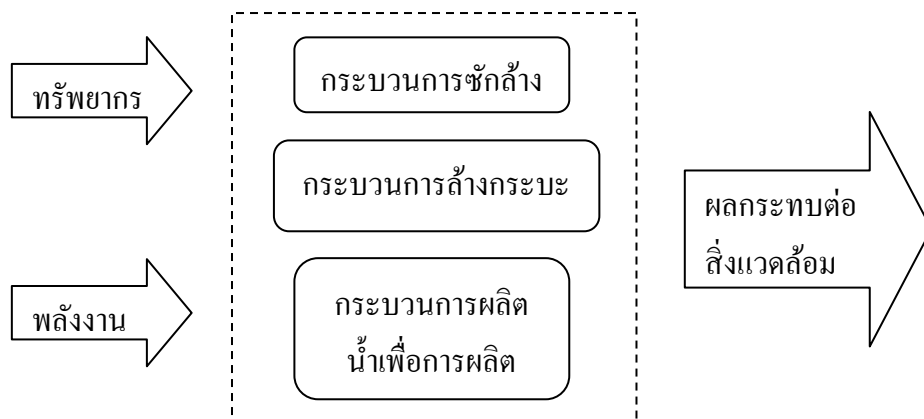 ทรัพยากร
พลังงาน
กระบวนการซักล้าง
กระบวนการล้างกระบะ
กระบวนการผลิต
น้ำเพื่อการผลิต
ผลกระทบต่อ
สิ่งแวดล้อม